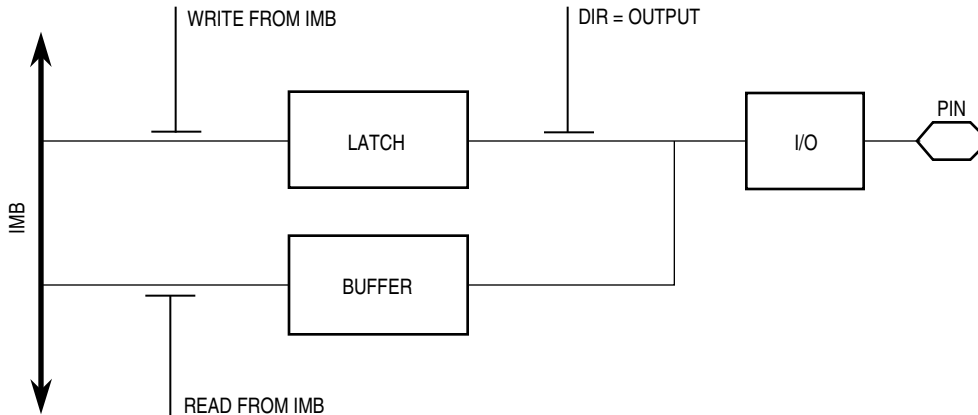 WRITE FROM IMB
DIR = OUTPUT
PIN
LATCH
I/O
IMB
BUFFER
READ FROM IMB